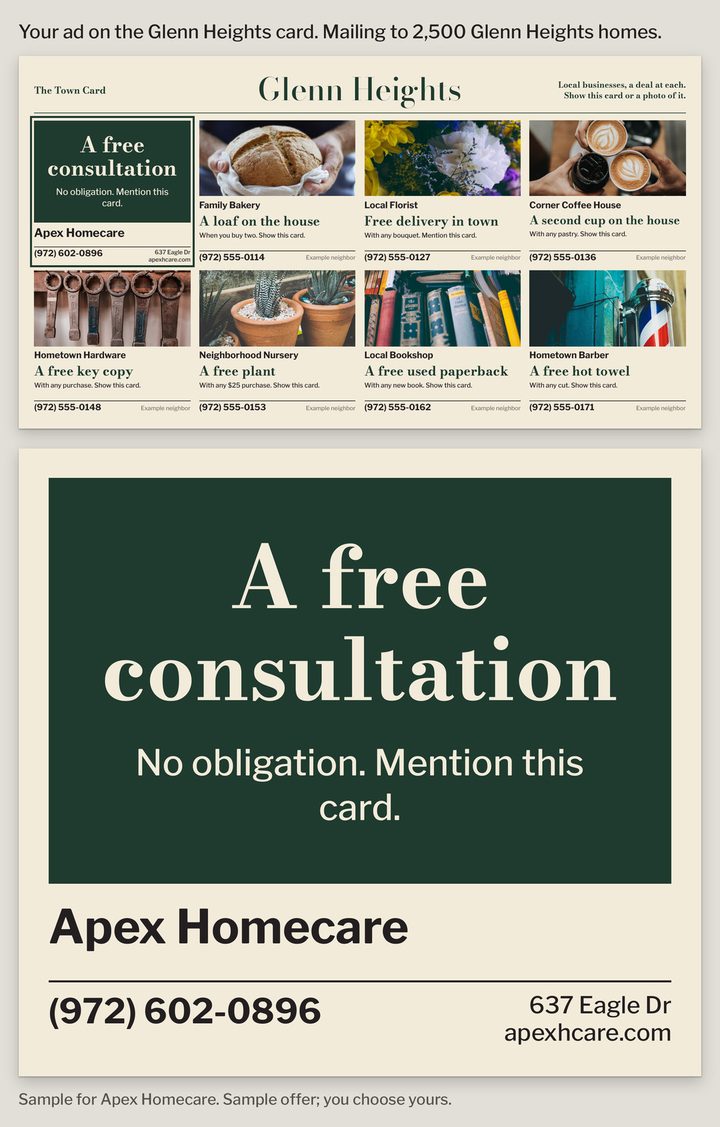 Your ad on the Glenn Heights card. Mailing to 2,500 Glenn Heights homes.
The Town Card
Glenn Heights
Local businesses, a deal at each.
Show this card or a photo of it.
A free
consultation
No obligation. Mention this
card.
Apex Homecare
(972) 602-0896
637 Eagle Dr
apexhcare.com
Family Bakery
A loaf on the house
When you buy two. Show this card.
(972) 555-0114
Example neighbor
Local Florist
Free delivery in town
With any bouquet. Mention this card.
(972) 555-0127
Example neighbor
Corner Coffee House
A second cup on the house
With any pastry. Show this card.
(972) 555-0136
Example neighbor
Hometown Hardware
A free key copy
With any purchase. Show this card.
(972) 555-0148
Example neighbor
Neighborhood Nursery
A free plant
With any $25 purchase. Show this card.
(972) 555-0153
Example neighbor
Local Bookshop
A free used paperback
With any new book. Show this card.
(972) 555-0162
Example neighbor
Hometown Barber
A free hot towel
With any cut. Show this card.
(972) 555-0171
Example neighbor
A free
consultation
No obligation. Mention this
card.
Apex Homecare
(972) 602-0896
637 Eagle Dr
apexhcare.com
Sample for Apex Homecare. Sample offer; you choose yours.